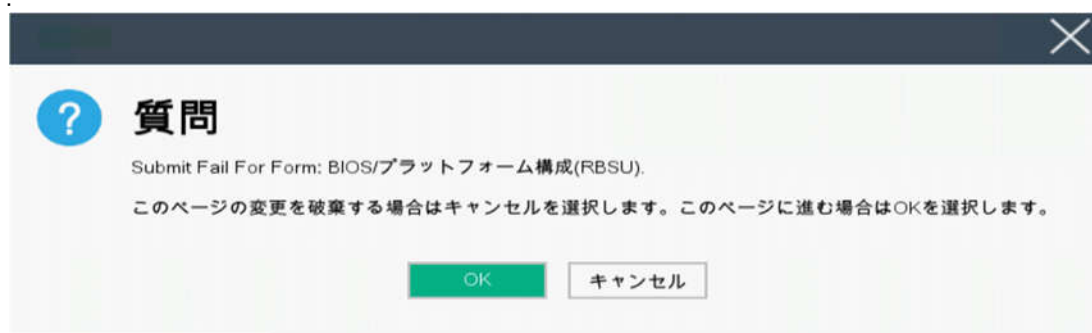 質問
Submit Fail For Form: BIOS/プラットフォーム構成(RBSU).
このページの変更を破棄する場合はキャンセルを選択します。このページに進む場合はOKを選択します。
OK
キャンセル